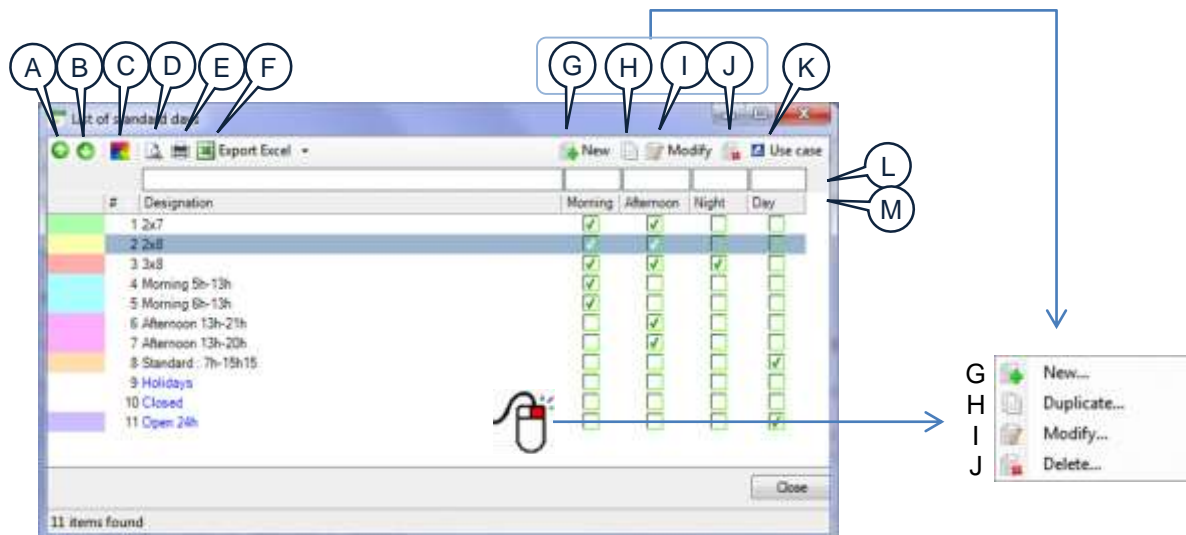 A B C D E F G H I J K
List of standard days
Export Excel New Modify Use case
L
# Designation Morning Afternoon Night Day
M
1 2x7
2 2x8
3 3x8
4 Morning 5h-13h
5 Morning 6h-13h
6 Afternoon 13h-21h
7 Afternoon 13h-20h
8 Standard : 7h-15h15
9 Holidays
10 Closed
11 Open 24h
G New...
H Duplicate...
I Modify...
J Delete...
Close
11 items found